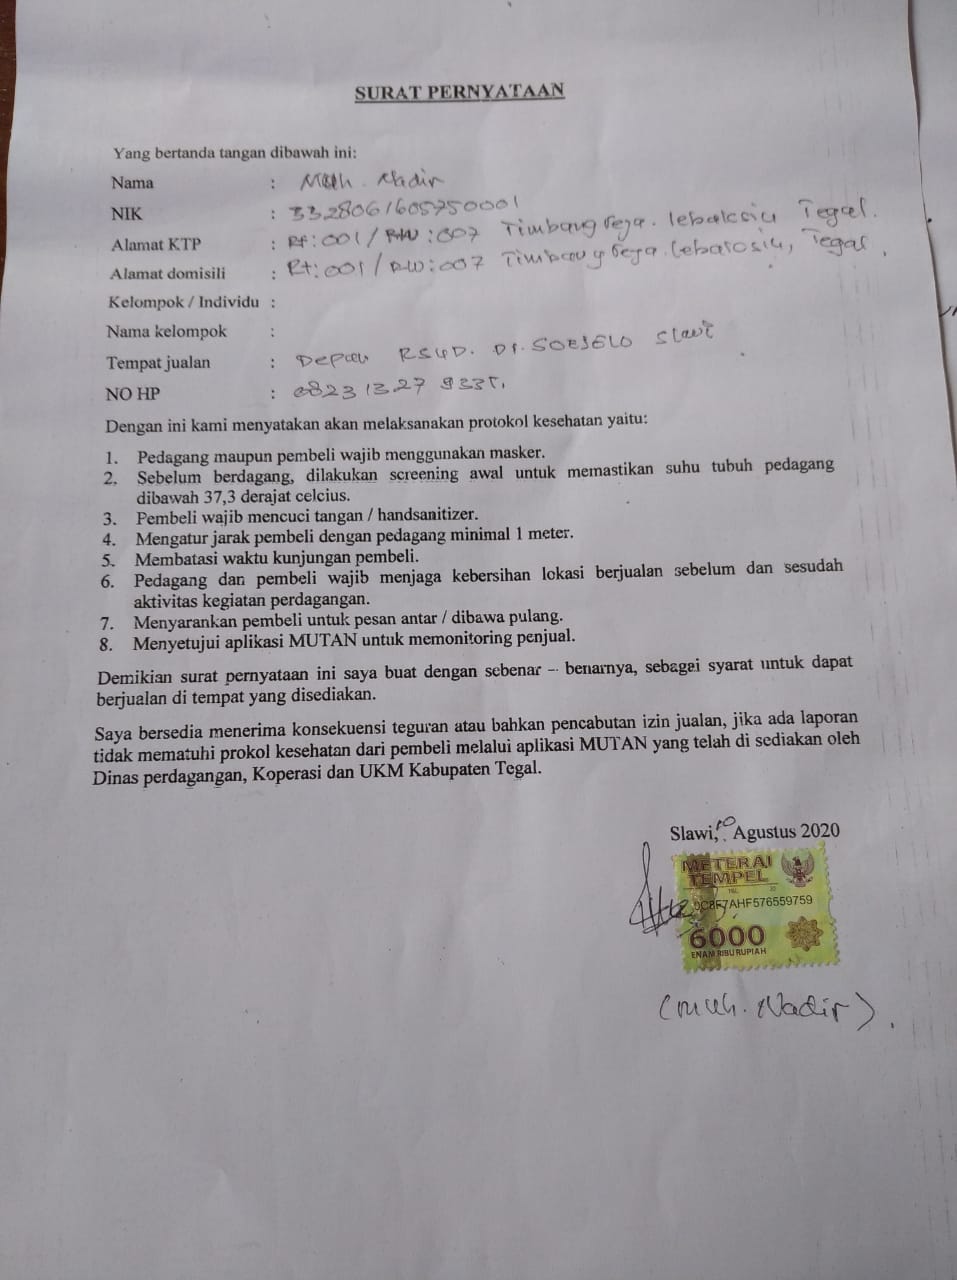 SURAT PERNYATAAN
Yang bertanda tangan dibawah ini:
Nama : Muh. Nadir
NIK : 3328061605750001
Alamat KTP : Rt:001/RW:007 Timbangreja. lebaksiu Tegal.
Alamat domisili : Rt:001/RW:007 Timbangreja. Lebaksiu, Tegal,
Kelompok / Individu :
Nama kelompok :
Tempat jualan : Depan RSUD. Dr. SOESELO Slawi
NO HP : 0823 1327
Dengan ini kami menyatakan akan melaksanakan protokol kesehatan yaitu:
1. Pedagang maupun pembeli wajib menggunakan masker.
2. Sebelum berdagang, dilakukan screening awal untuk memastikan suhu tubuh pedagang
dibawah 37,3 derajat celcius.
3. Pembeli wajib mencuci tangan / handsanitizer.
4. Mengatur jarak pembeli dengan pedagang minimal 1 meter.
5. Membatasi waktu kunjungan pembeli.
6. Pedagang dan pembeli wajib menjaga kebersihan lokasi berjualan sebelum dan sesudah
aktivitas kegiatan perdagangan.
7. Menyarankan pembeli untuk pesan antar / dibawa pulang.
8. Menyetujui aplikasi MUTAN untuk memonitoring penjual.
Demikian surat pernyataan ini saya buat dengan sebenar – benarnya, sebagai syarat untuk dapat
berjualan di tempat yang disediakan.
Saya bersedia menerima konsekuensi teguran atau bahkan pencabutan izin jualan, jika ada laporan
tidak mematuhi prokol kesehatan dari pembeli melalui aplikasi MUTAN yang telah di sediakan oleh
Dinas perdagangan, Koperasi dan UKM Kabupaten Tegal.
Slawi, 10 Agustus 2020
METERAI
TEMPEL
TGL 20
6000
ENAM RIBU RUPIAH
(Muh. Nadir).